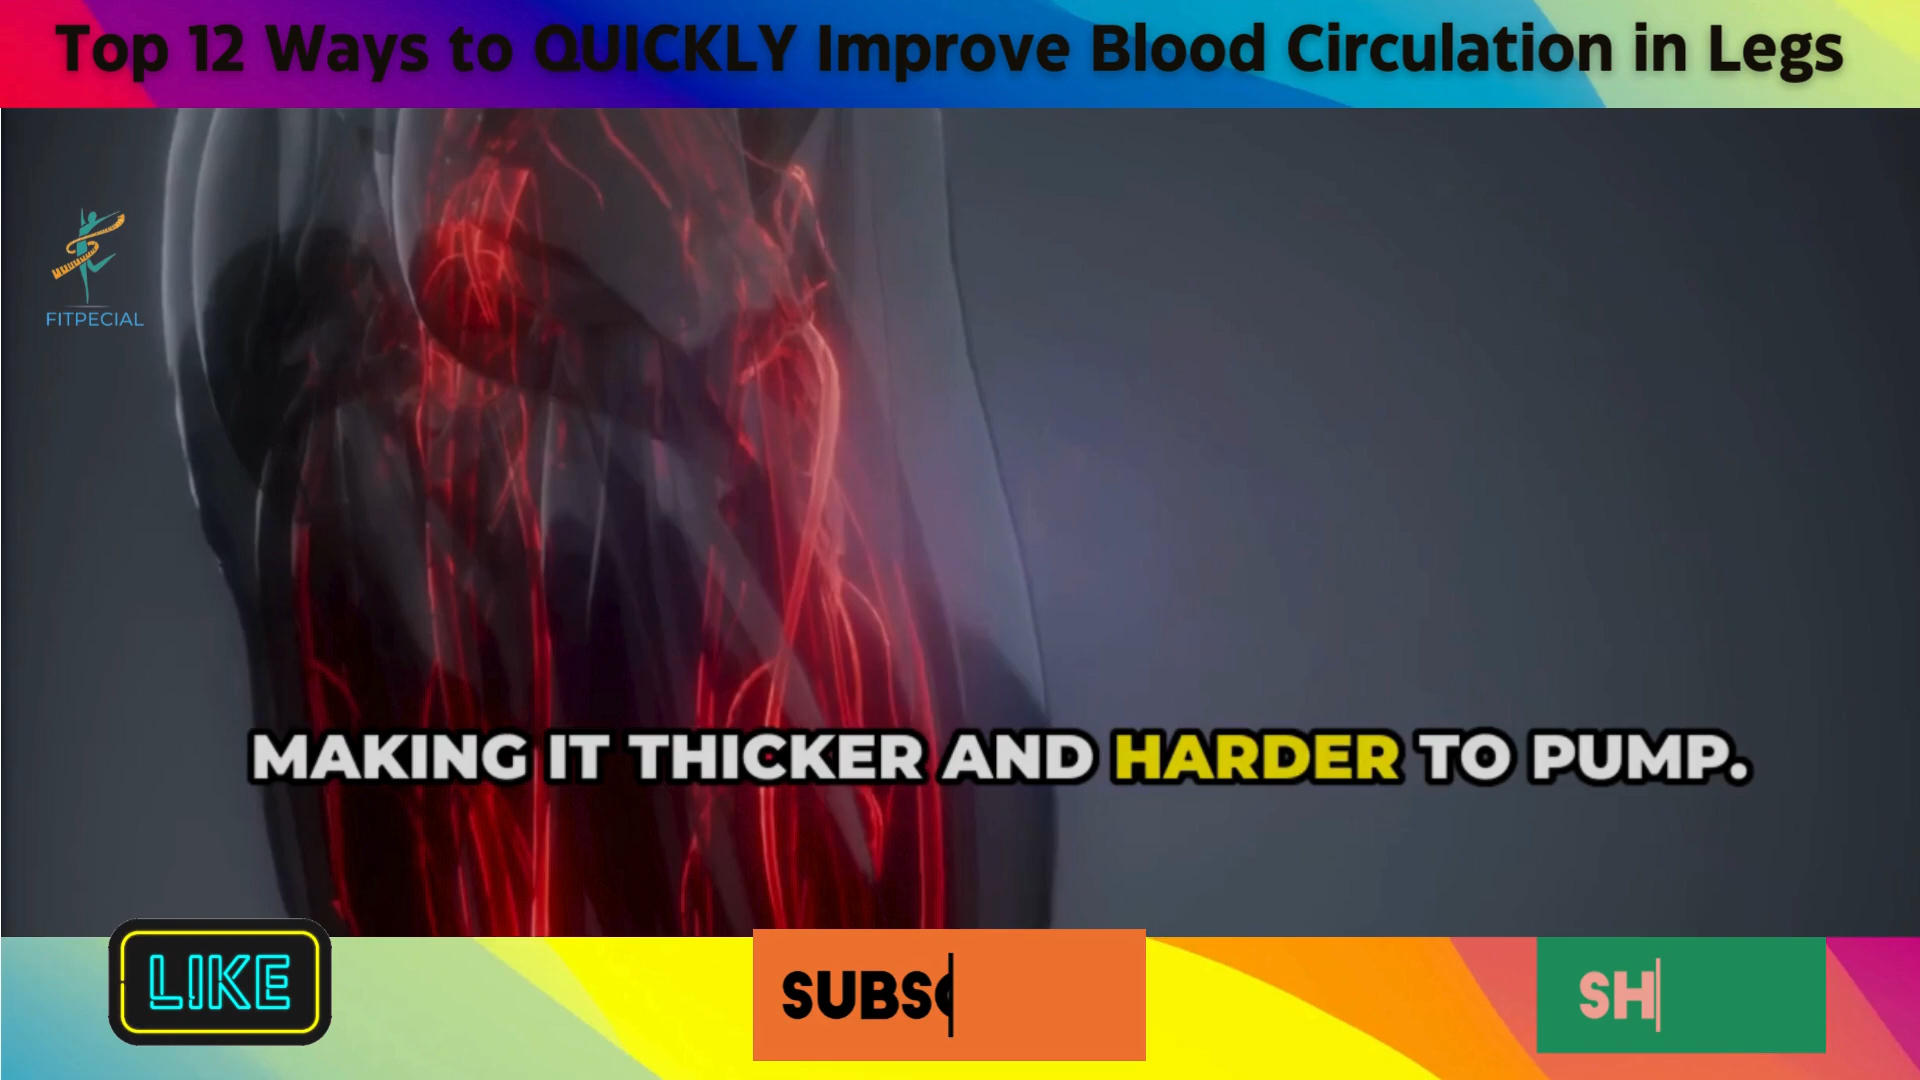 Top 12 Ways to QUICKLY Improve Blood Circulation in Legs
FITPECIAL
MAKING IT THICKER AND HARDER TO PUMP.
LIKE
SUBSC
SH